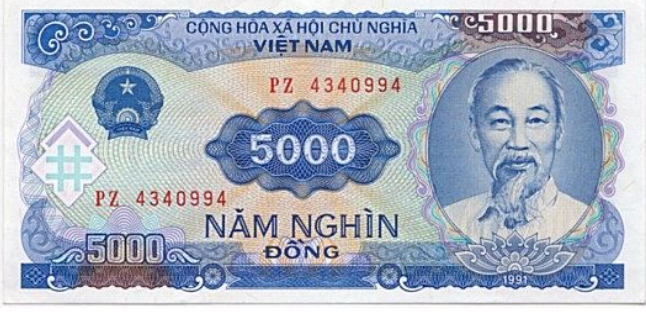 CỘNG HÒA XÃ HỘI CHỦ NGHĨA
VIỆT NAM
5000
PZ 4340994
5000
PZ 4340994
NĂM NGHÌN
ĐỒNG
5000
1991